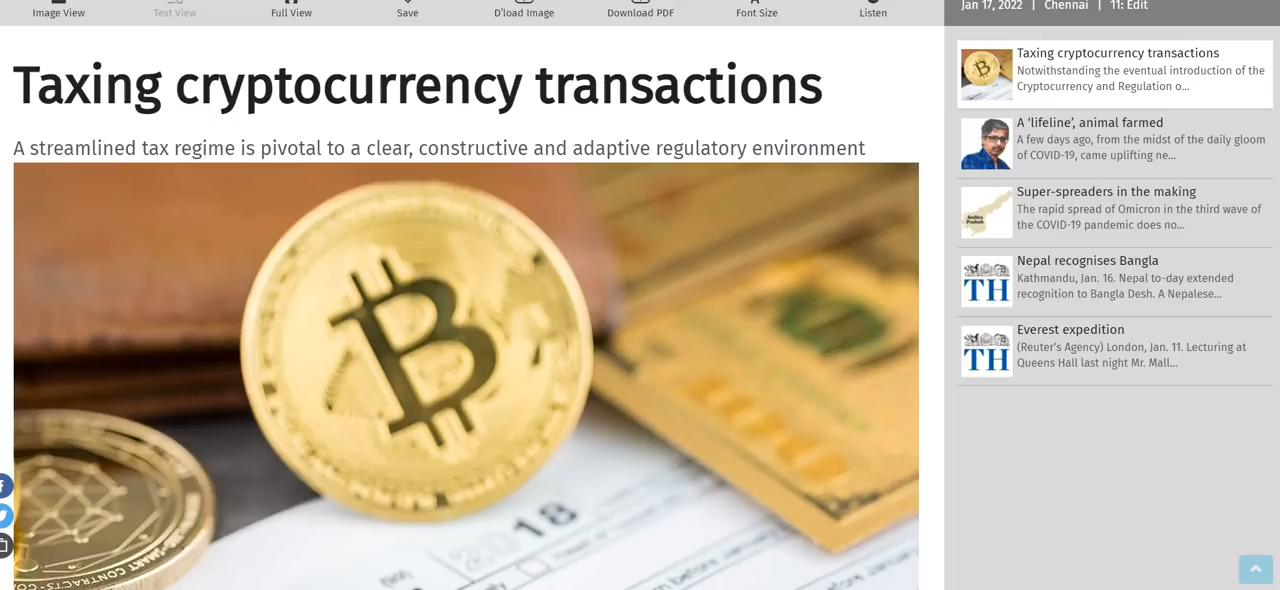 Image View Text View Full View Save D'load Image Download PDF Font Size Listen
Jan 17, 2022 | Chennai | 11: Edit
Taxing cryptocurrency transactions
A streamlined tax regime is pivotal to a clear, constructive and adaptive regulatory environment
2018
Taxing cryptocurrency transactions
Notwithstanding the eventual introduction of the
Cryptocurrency and Regulation o...
A ‘lifeline’, animal farmed
A few days ago, from the midst of the daily gloom
of COVID-19, came uplifting ne...
Andhra
Pradesh
Super-spreaders in the making
The rapid spread of Omicron in the third wave of
the COVID-19 pandemic does no...
TH
Nepal recognises Bangla
Kathmandu, Jan. 16. Nepal to-day extended
recognition to Bangla Desh. A Nepalese...
TH
Everest expedition
(Reuter’s Agency) London, Jan. 11. Lecturing at
Queens Hall last night Mr. Mall...